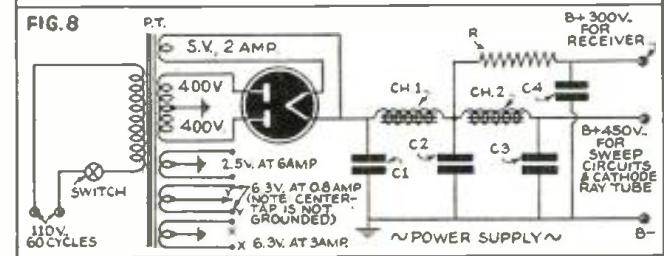 FIG.8
P.T.
5.V., 2 AMP.
400V
400V.
2.5V. AT 6AMP
Y
6.3V. AT 0.8 AMP
(NOTE CENTER-
TAP IS NOT
GROUNDED)
Y
X
X 6.3V. AT 3AMP.
SWITCH
110V.,
60 CYCLES
CH.1
CH.2
R
C1
C2
C3
C4
B+300V.
FOR
RECEIVER
B+450V.
FOR
SWEEP
CIRCUITS
& CATHODE
RAY TUBE
B-
~POWER SUPPLY~